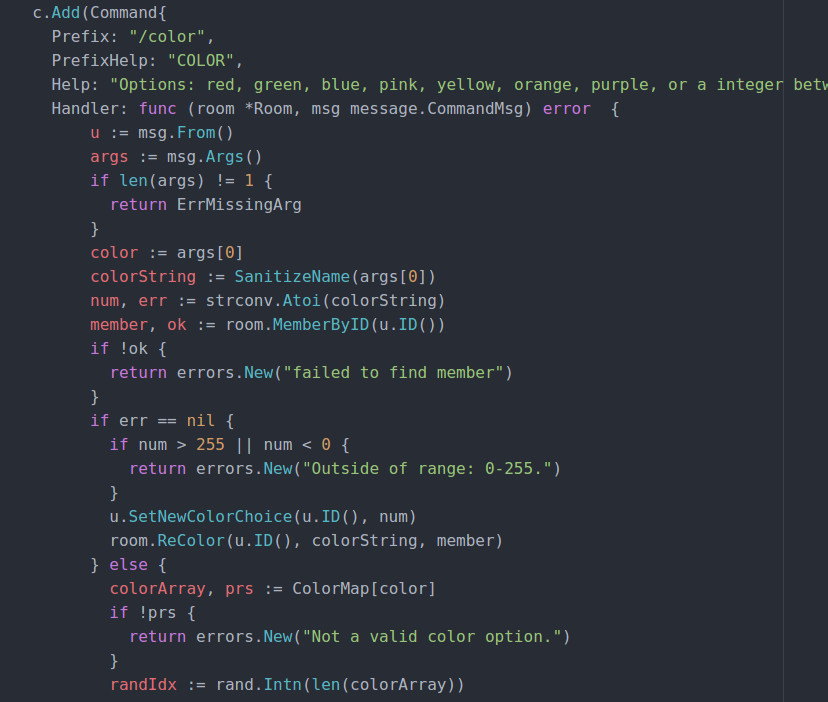 c.Add(Command{
Prefix: "/color",
PrefixHelp: "COLOR",
Help: "Options: red, green, blue, pink, yellow, orange, purple, or a integer
Handler: func (room *Room, msg message.CommandMsg) error  {
u := msg.From()
args := msg.Args()
if len(args) != 1 {
return ErrMissingArg
}
color := args[0]
colorString := SanitizeName(args[0])
num, err := strconv.Atoi(colorString)
member, ok := room.MemberByID(u.ID())
if !ok {
return errors.New("failed to find member")
}
if err == nil {
if num > 255 || num < 0 {
return errors.New("Outside of range: 0-255.")
}
u.SetNewColorChoice(u.ID(), num)
room.ReColor(u.ID(), colorString, member)
} else {
colorArray, prs := ColorMap[color]
if !prs {
return errors.New("Not a valid color option.")
}
randIdx := rand.Intn(len(colorArray))